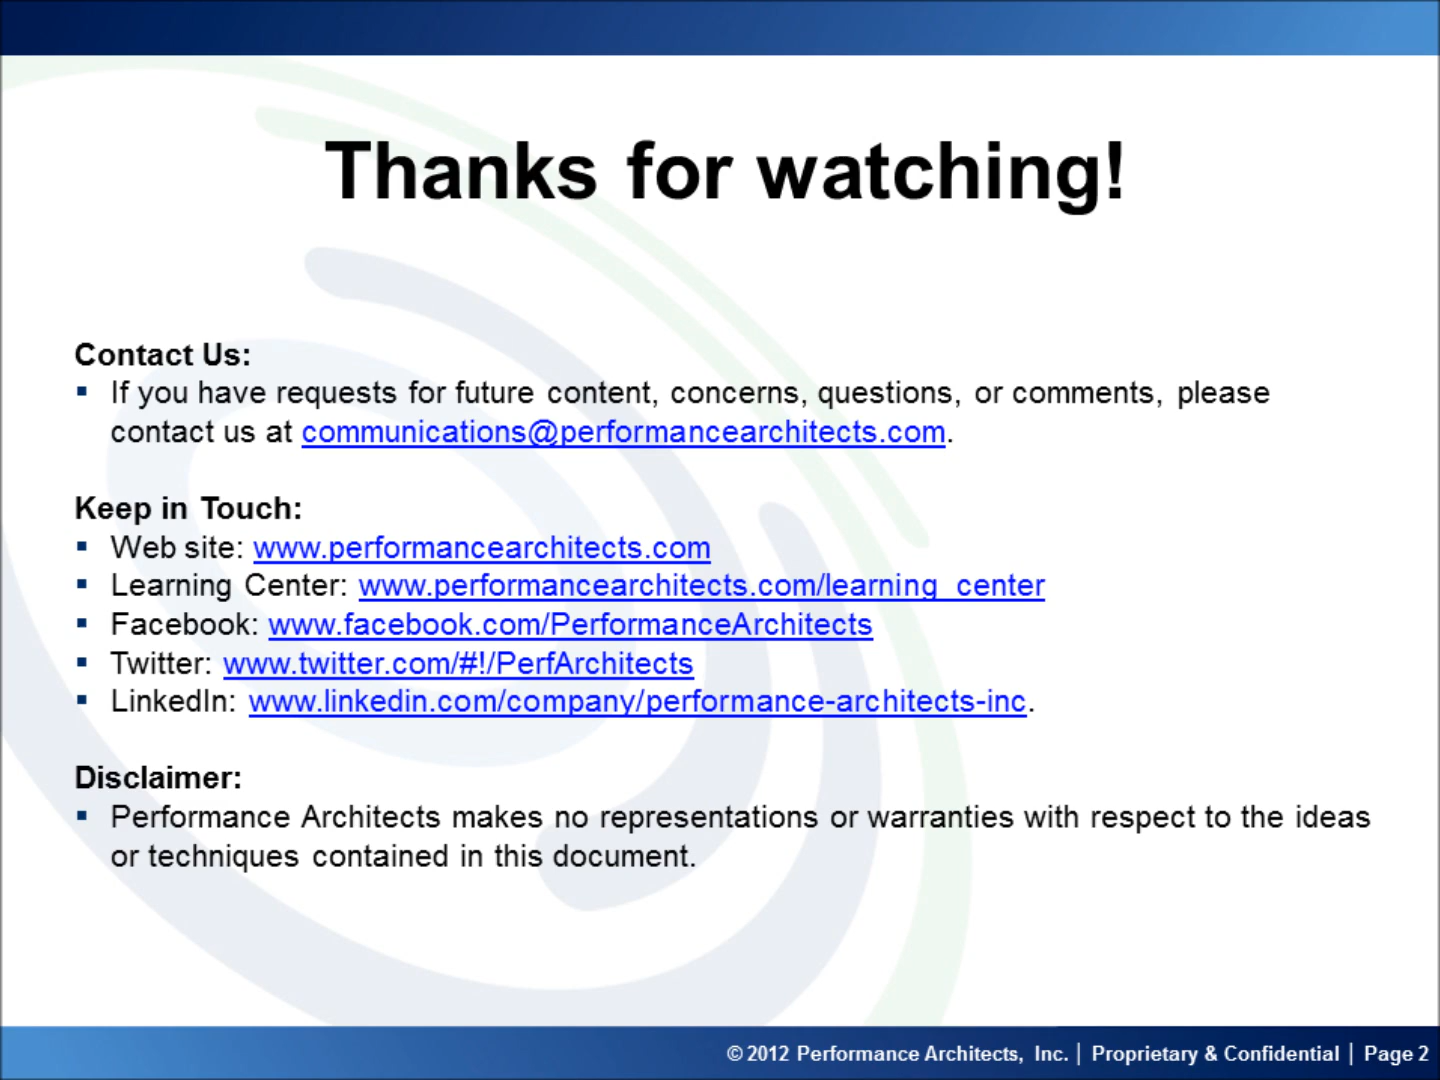 Thanks for watching!
Contact Us:
▪ If you have requests for future content, concerns, questions, or comments, please
contact us at communications@performancearchitects.com.
Keep in Touch:
▪ Web site: www.performancearchitects.com
▪ Learning Center: www.performancearchitects.com/learning_center
▪ Facebook: www.facebook.com/PerformanceArchitects
▪ Twitter: www.twitter.com/#!/PerfArchitects
▪ LinkedIn: www.linkedin.com/company/performance-architects-inc.
Disclaimer:
▪ Performance Architects makes no representations or warranties with respect to the ideas
or techniques contained in this document.
© 2012 Performance Architects, Inc. | Proprietary & Confidential | Page 2